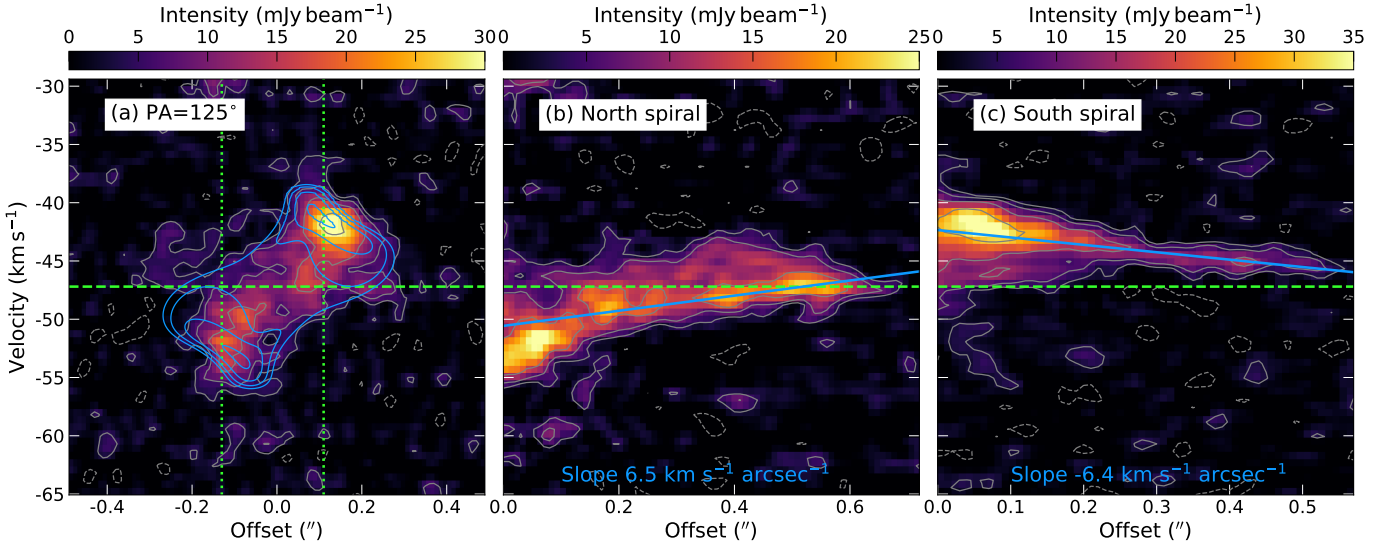 Intensity (mJy beam⁻¹) Intensity (mJy beam⁻¹) Intensity (mJy beam⁻¹)
0 5 10 15 20 25 30 0 5 10 15 20 25 0 5 10 15 20 25 30 35
(a) PA=125° (b) North spiral (c) South spiral
-30
-35
-40
-45
-50
-55
-60
-65
Velocity (km s⁻¹)
Slope 6.5 km s⁻¹ arcsec⁻¹ Slope -6.4 km s⁻¹ arcsec⁻¹
-0.4 -0.2 0.0 0.2 0.4 0.0 0.2 0.4 0.6 0.0 0.1 0.2 0.3 0.4 0.5
Offset (″) Offset (″) Offset (″)